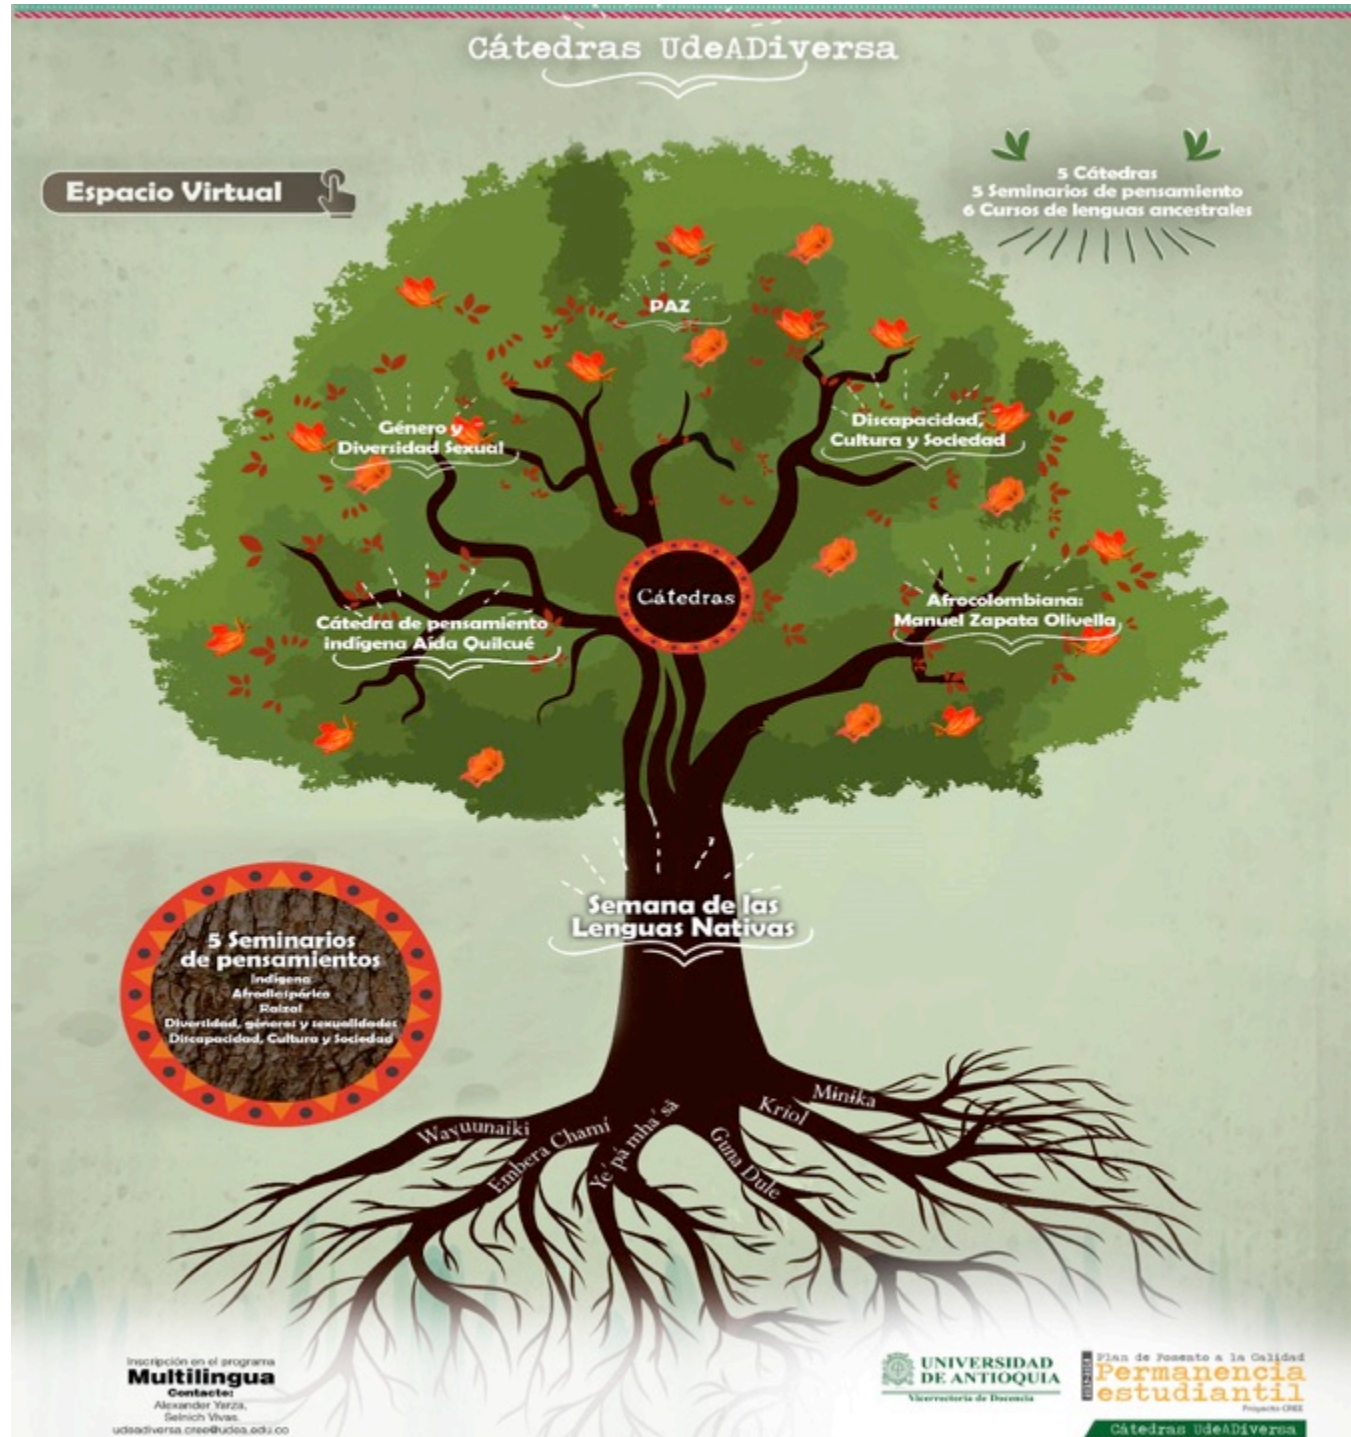 Cátedras UdeADiversa
Espacio Virtual
5 Cátedras
5 Seminarios de pensamiento
6 Cursos de lenguas ancestrales
PAZ
Género y
Diversidad Sexual
Discapacidad,
Cultura y Sociedad
Cátedras
Cátedra de pensamiento
indígena Aída Quilcué
Afrocolombiana:
Manuel Zapata Olivella
Semana de las
Lenguas Nativas
5 Seminarios
de pensamientos
Indígena
Afrodiaspórico
Raizal
Diversidad, géneros y sexualidades
Discapacidad, Cultura y Sociedad
Wayuunaiki
Embera Chamí
Ye´pá mha´sã
Guna Dule
Kriol
Minika
Inscripción en el programa
Multilingua
Contacto:
Alexander Yarza,
Selnich Vivas.
udeadiversa.cree@udea.edu.co
UNIVERSIDAD
DE ANTIOQUIA
Vicerrectoría de Docencia
Plan de Fomento a la Calidad
Permanencia
estudiantil
Proyecto CREE
Cátedras UdeADiversa